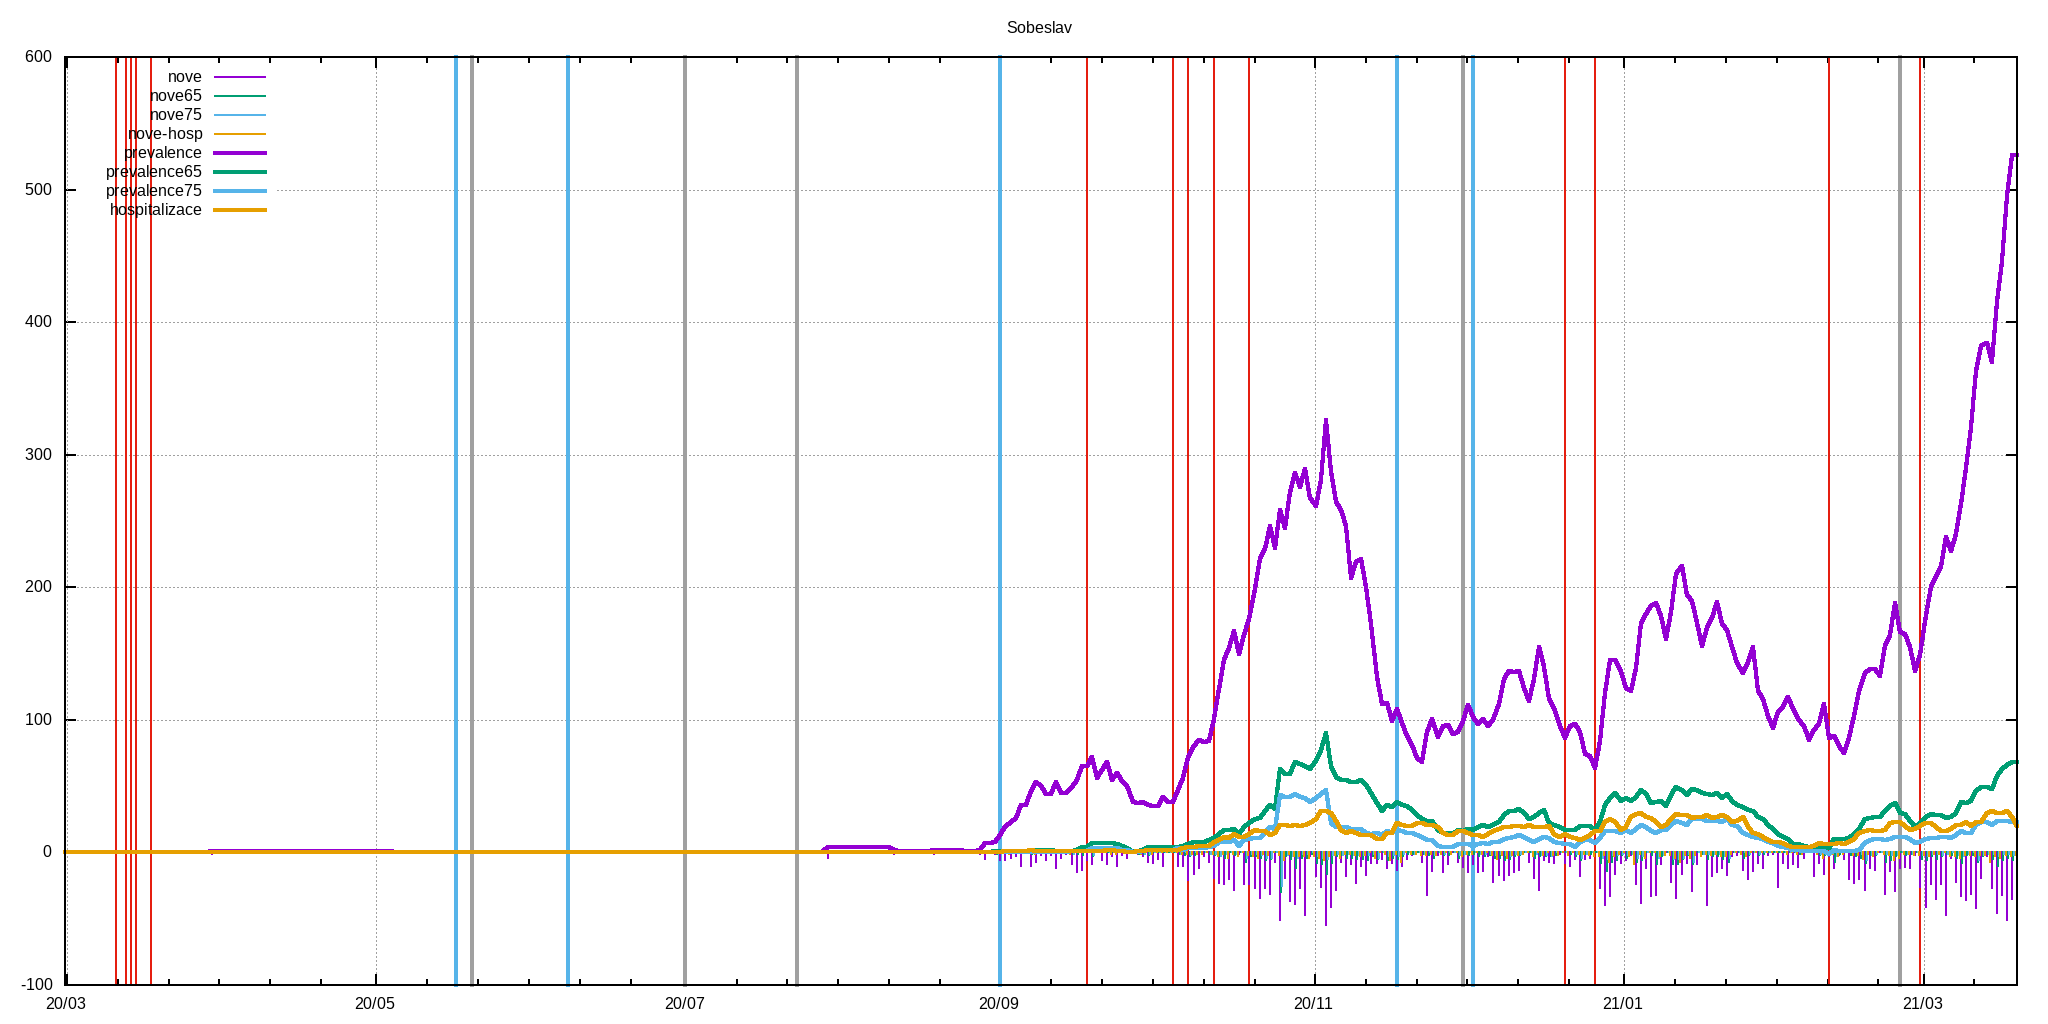 Sobeslav
600
500
400
300
200
100
0
-100
nove
nove65
nove75
nove-hosp
prevalence
prevalence65
prevalence75
hospitalizace
20/03
20/05
20/07
20/09
20/11
21/01
21/03